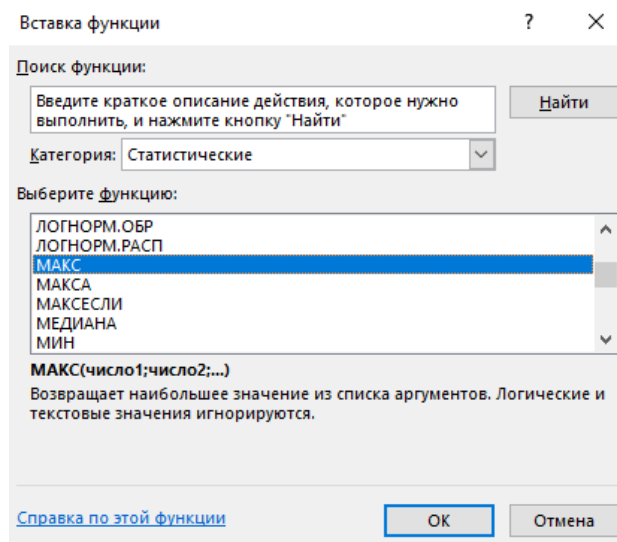 Вставка функции ? ×
Поиск функции:
Введите краткое описание действия, которое нужно
выполнить, и нажмите кнопку "Найти"
Найти
Категория: Статистические
Выберите функцию:
ЛОГНОРМ.ОБР
ЛОГНОРМ.РАСП
МАКС
МАКСА
МАКСЕСЛИ
МЕДИАНА
МИН
МАКС(число1;число2;...)
Возвращает наибольшее значение из списка аргументов. Логические и
текстовые значения игнорируются.
Справка по этой функции
ОК
Отмена